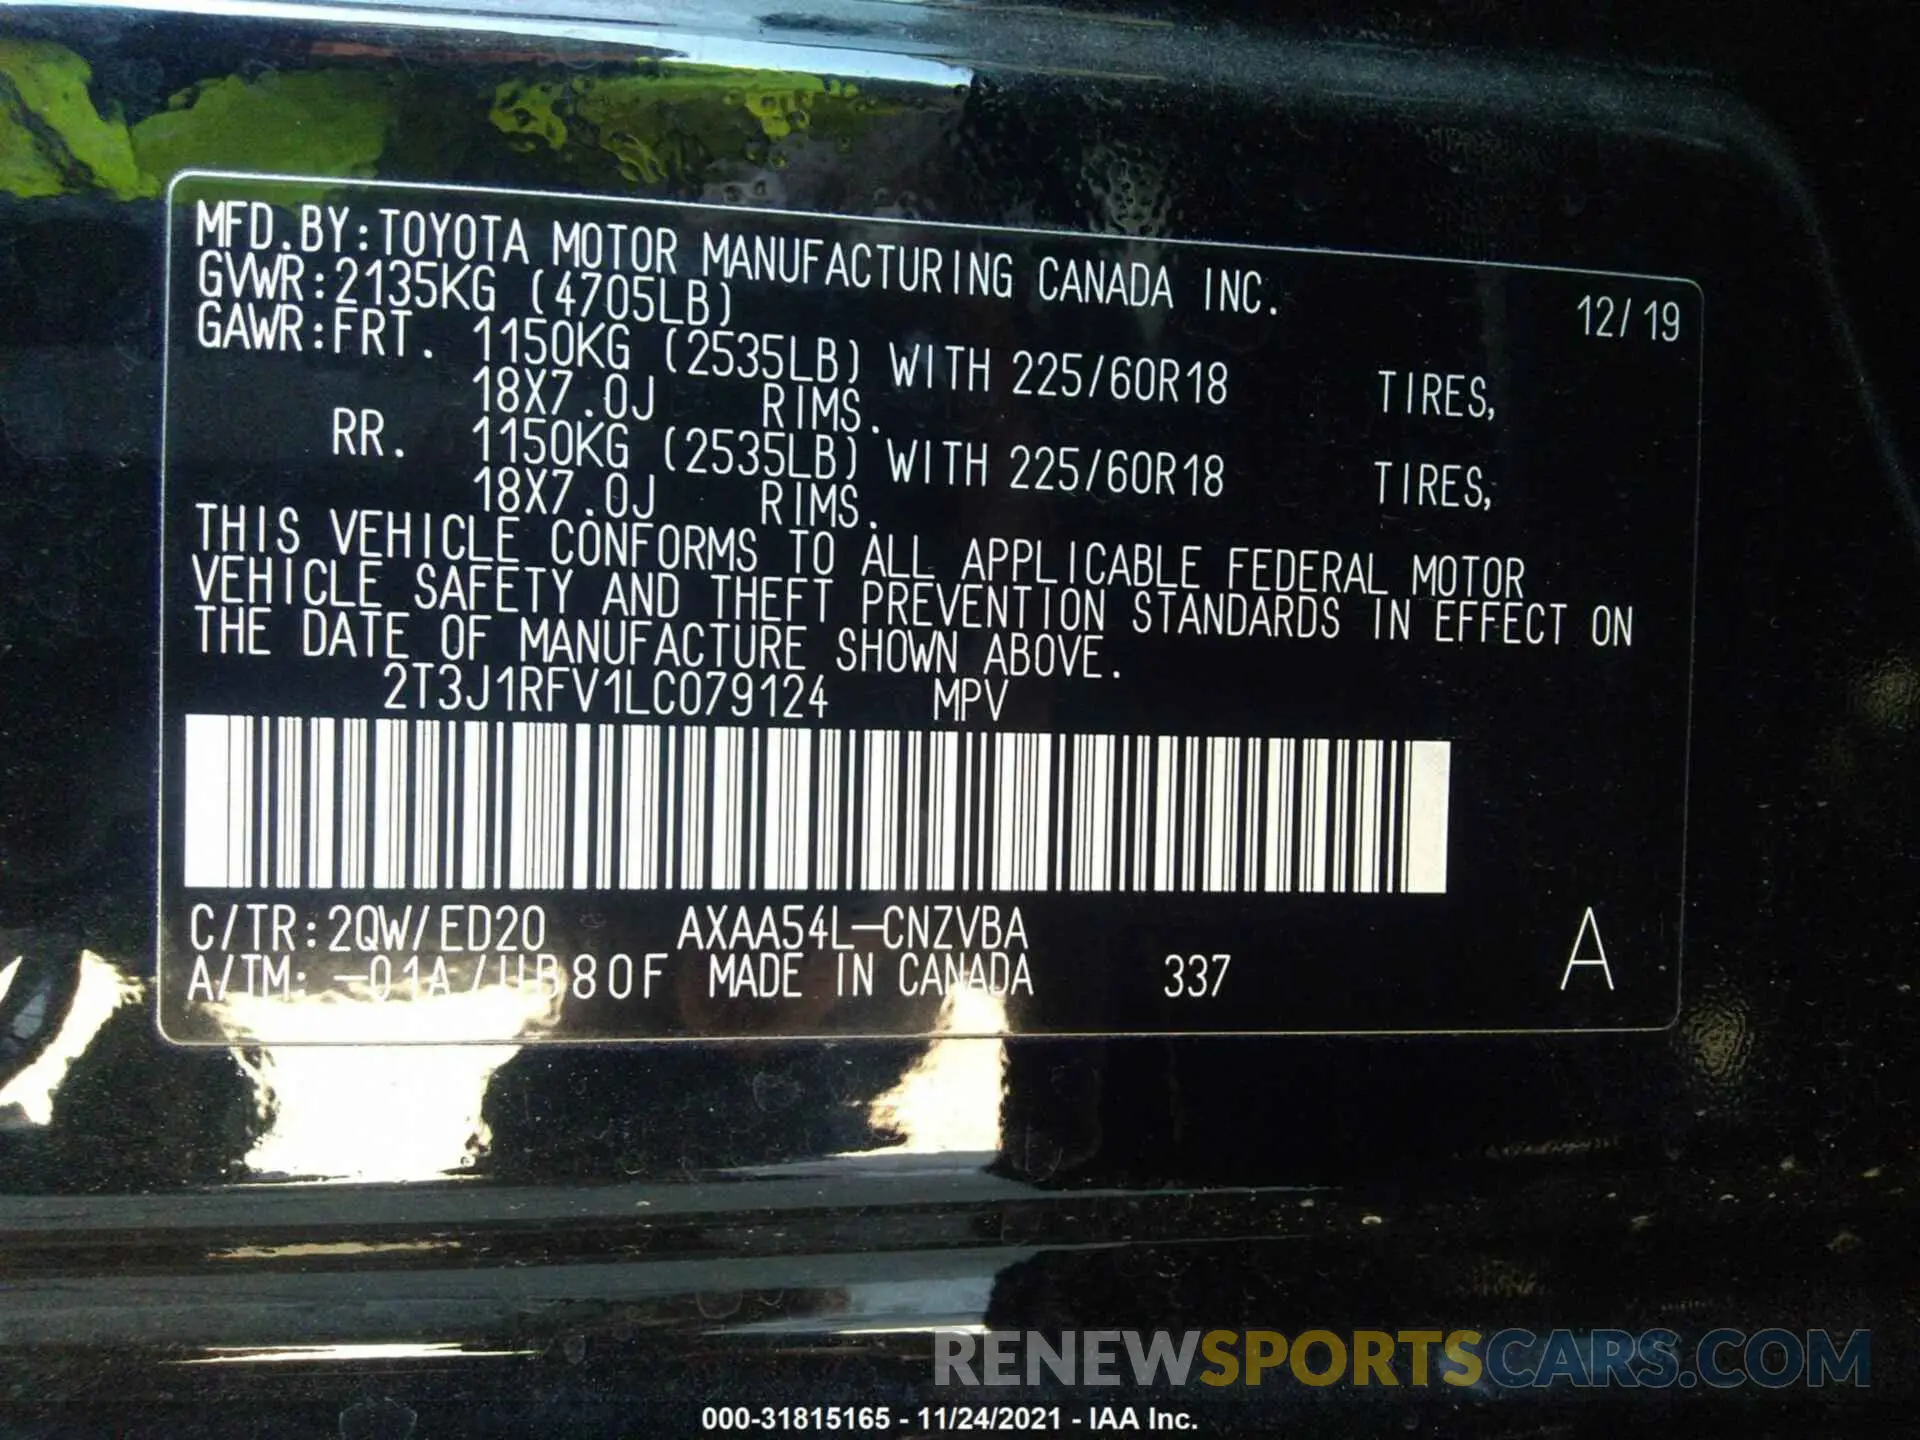 MFD.BY:TOYOTA MOTOR MANUFACTURING CANADA INC.
GVWR:2135KG (4705LB) 12/19
GAWR:FRT. 1150KG (2535LB) WITH 225/60R18 TIRES,
18X7.0J RIMS.
RR. 1150KG (2535LB) WITH 225/60R18 TIRES,
18X7.0J RIMS.
THIS VEHICLE CONFORMS TO ALL APPLICABLE FEDERAL MOTOR
VEHICLE SAFETY AND THEFT PREVENTION STANDARDS IN EFFECT ON
THE DATE OF MANUFACTURE SHOWN ABOVE.
2T3J1RFV1LC079124 MPV
C/TR:2QW/ED20 AXAA54L-CNZVBA A
A/TM: -01A/UB80F MADE IN CANADA 337
RENEWSPORTSCARS.COM
000-31815165 - 11/24/2021 - IAA Inc.